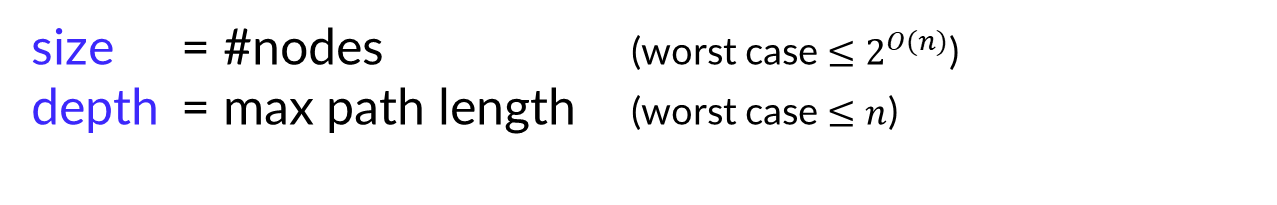 size = #nodes (worst case ≤ 2^{O(n)})
depth = max path length (worst case ≤ n)